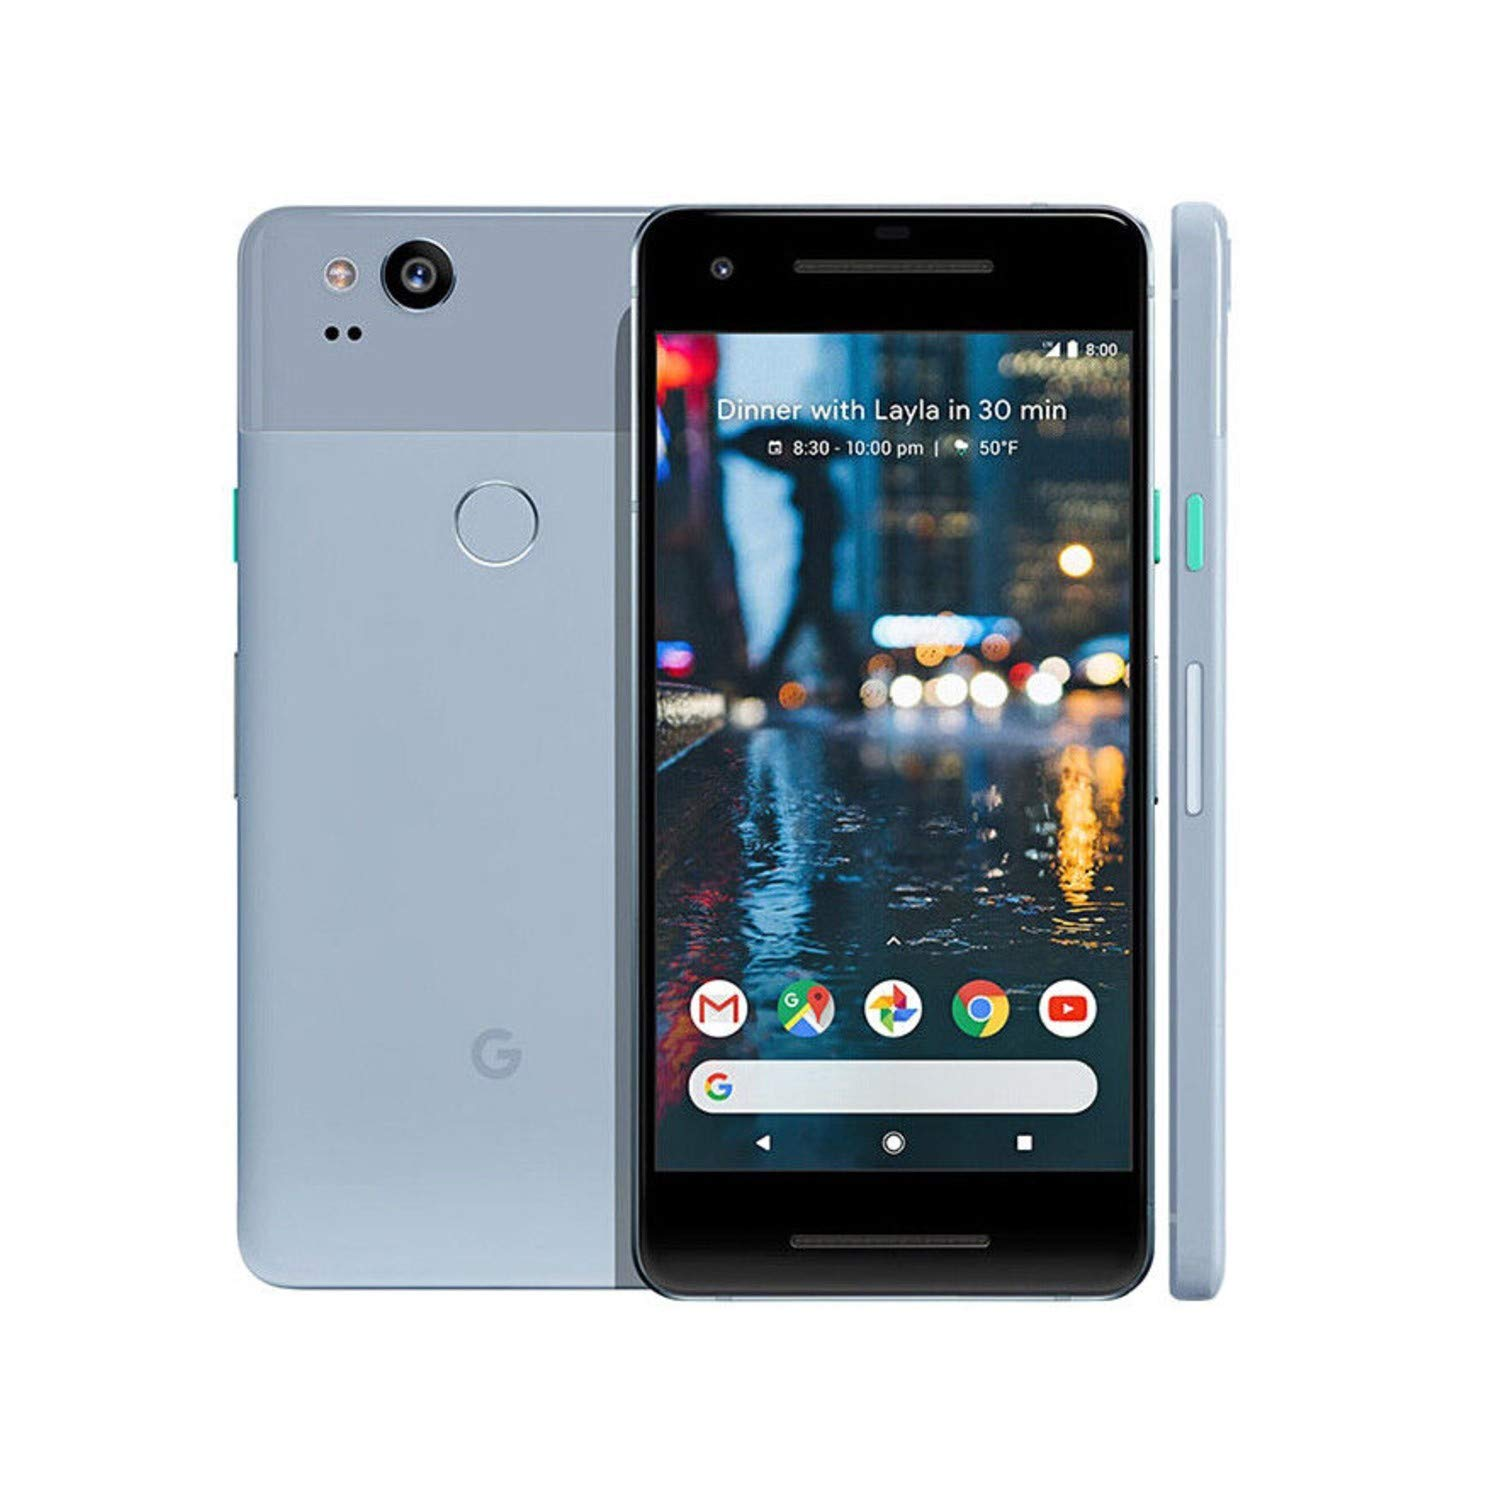 8:00
Dinner with Layla in 30 min
8:30 - 10:00 pm | 50°F
G